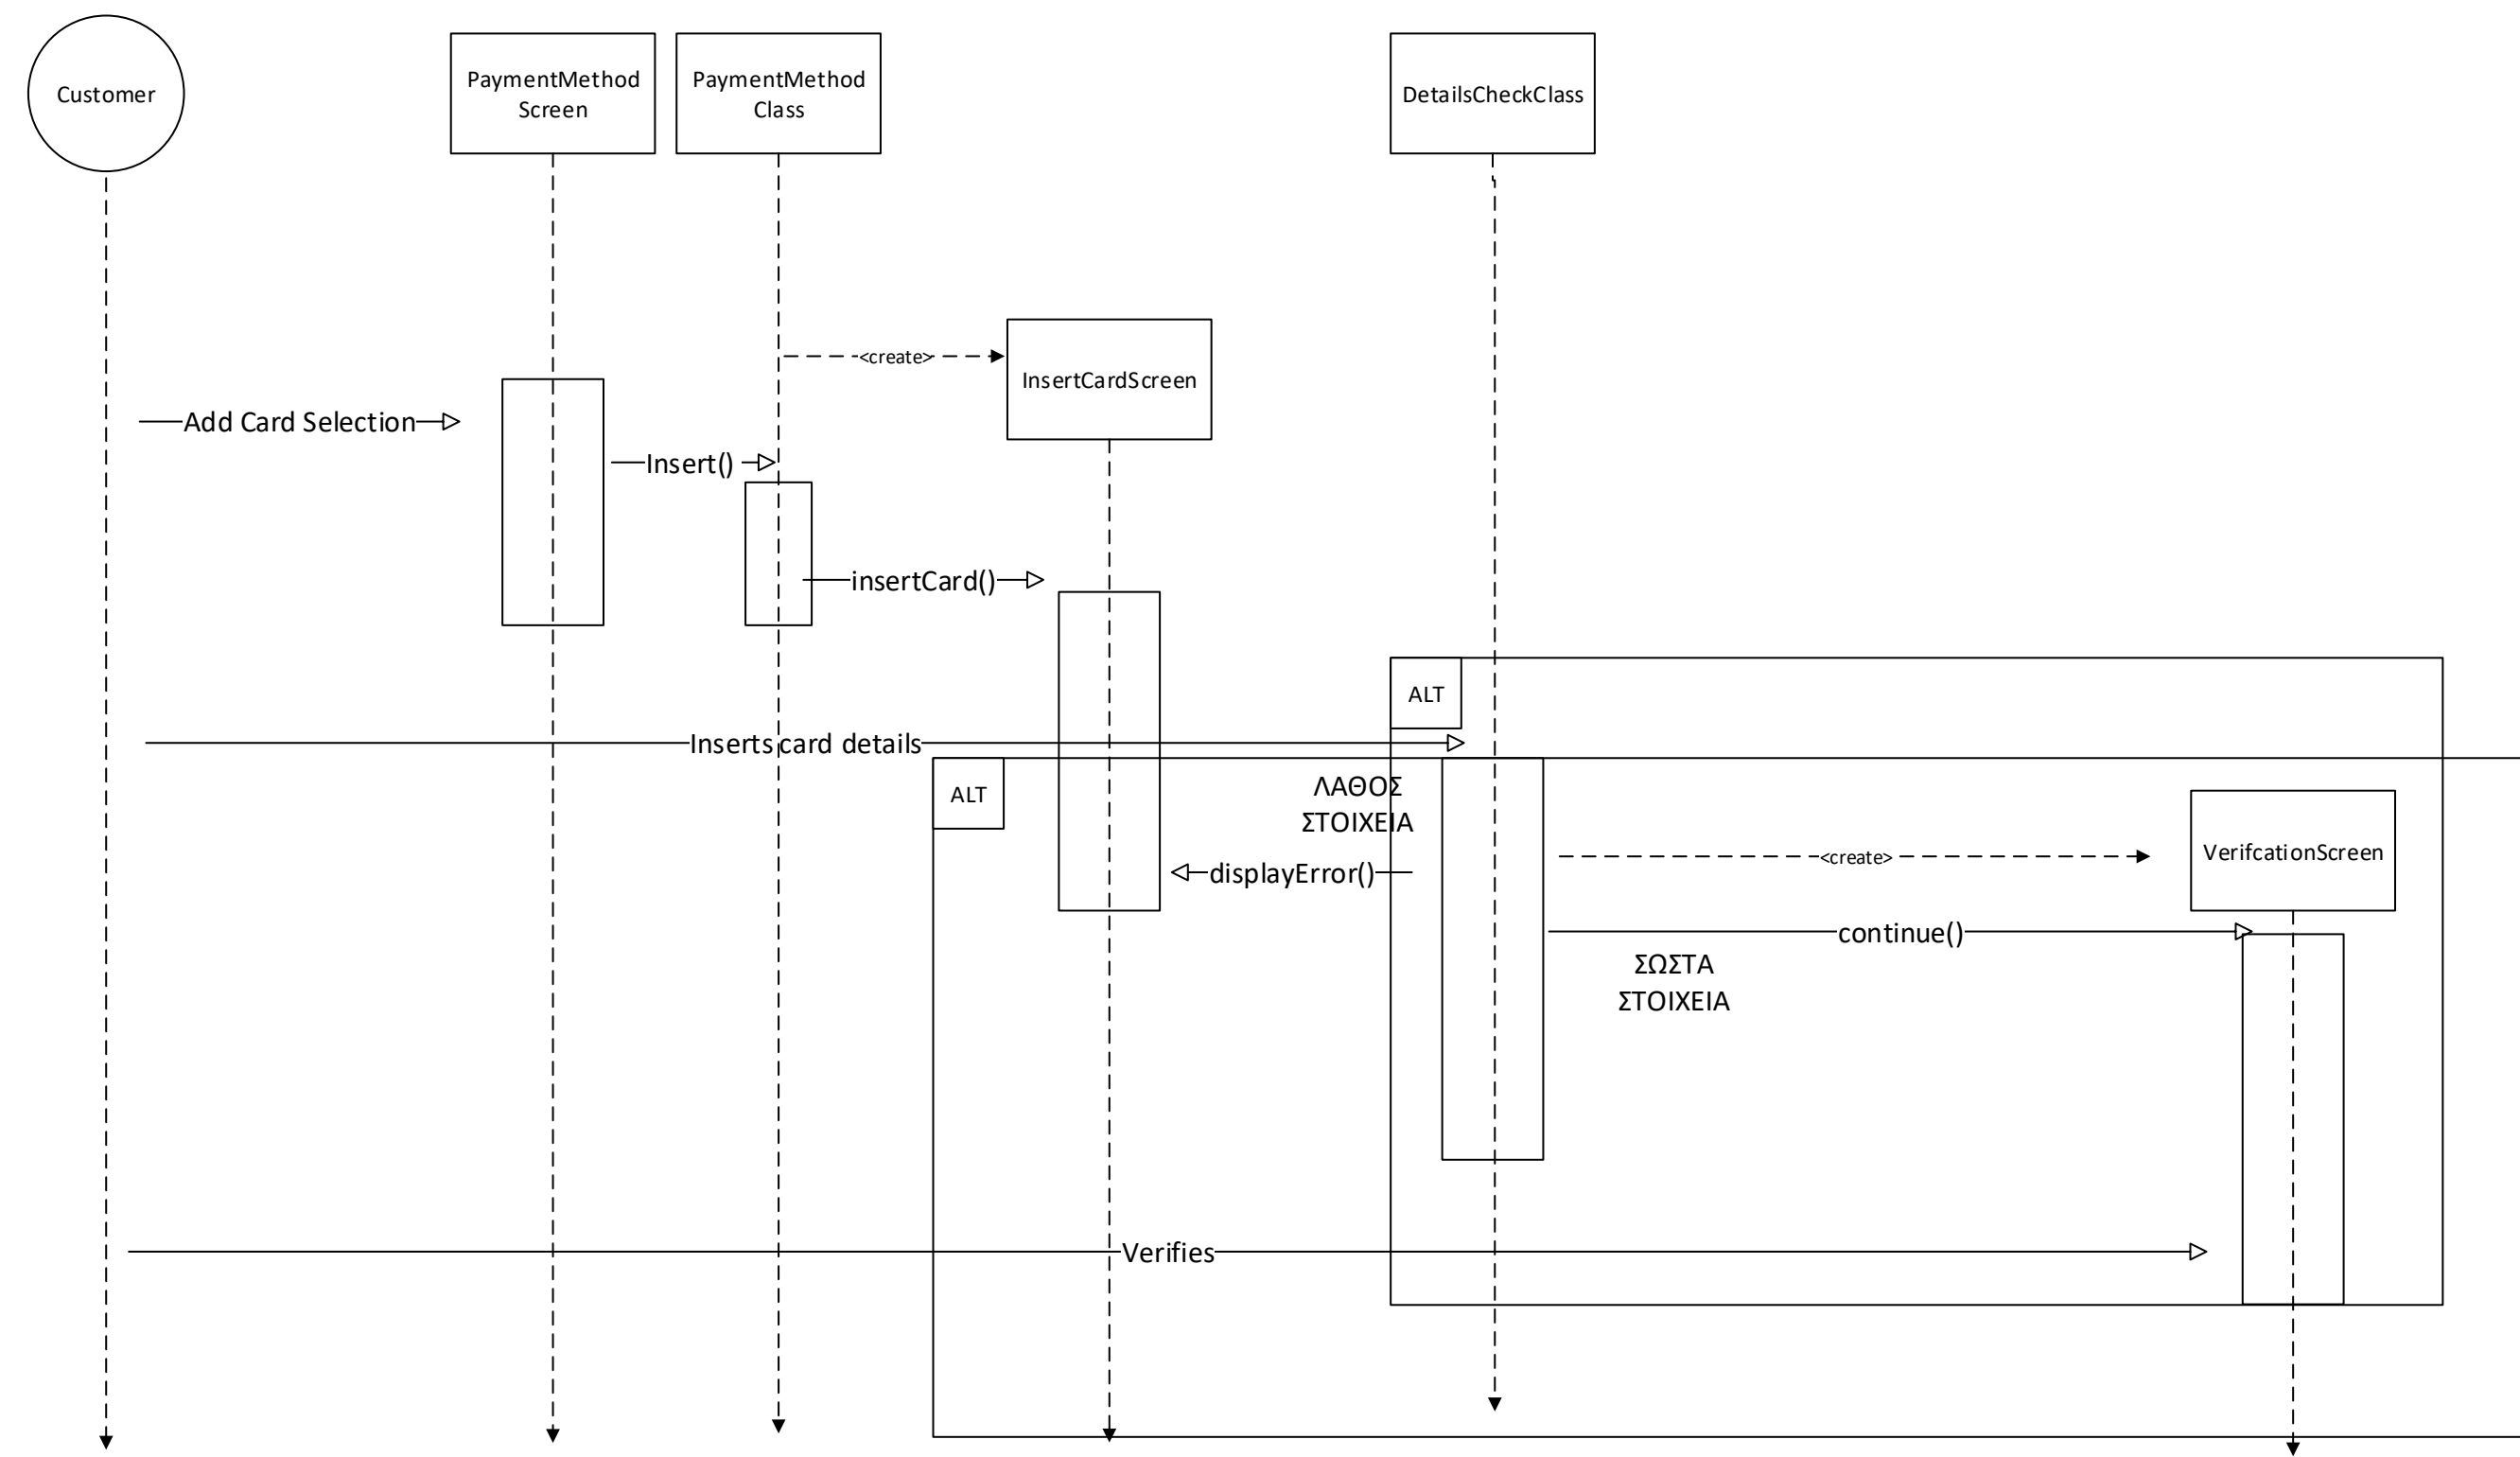 Customer
PaymentMethod
Screen
PaymentMethod
Class
DetailsCheckClass
<create>
InsertCardScreen
Add Card Selection
Insert()
insertCard()
ALT
Inserts card details
ALT
ΛΑΘΟΣ
ΣΤΟΙΧΕΙΑ
<create>
VerifcationScreen
displayError()
continue()
ΣΩΣΤΑ
ΣΤΟΙΧΕΙΑ
Verifies